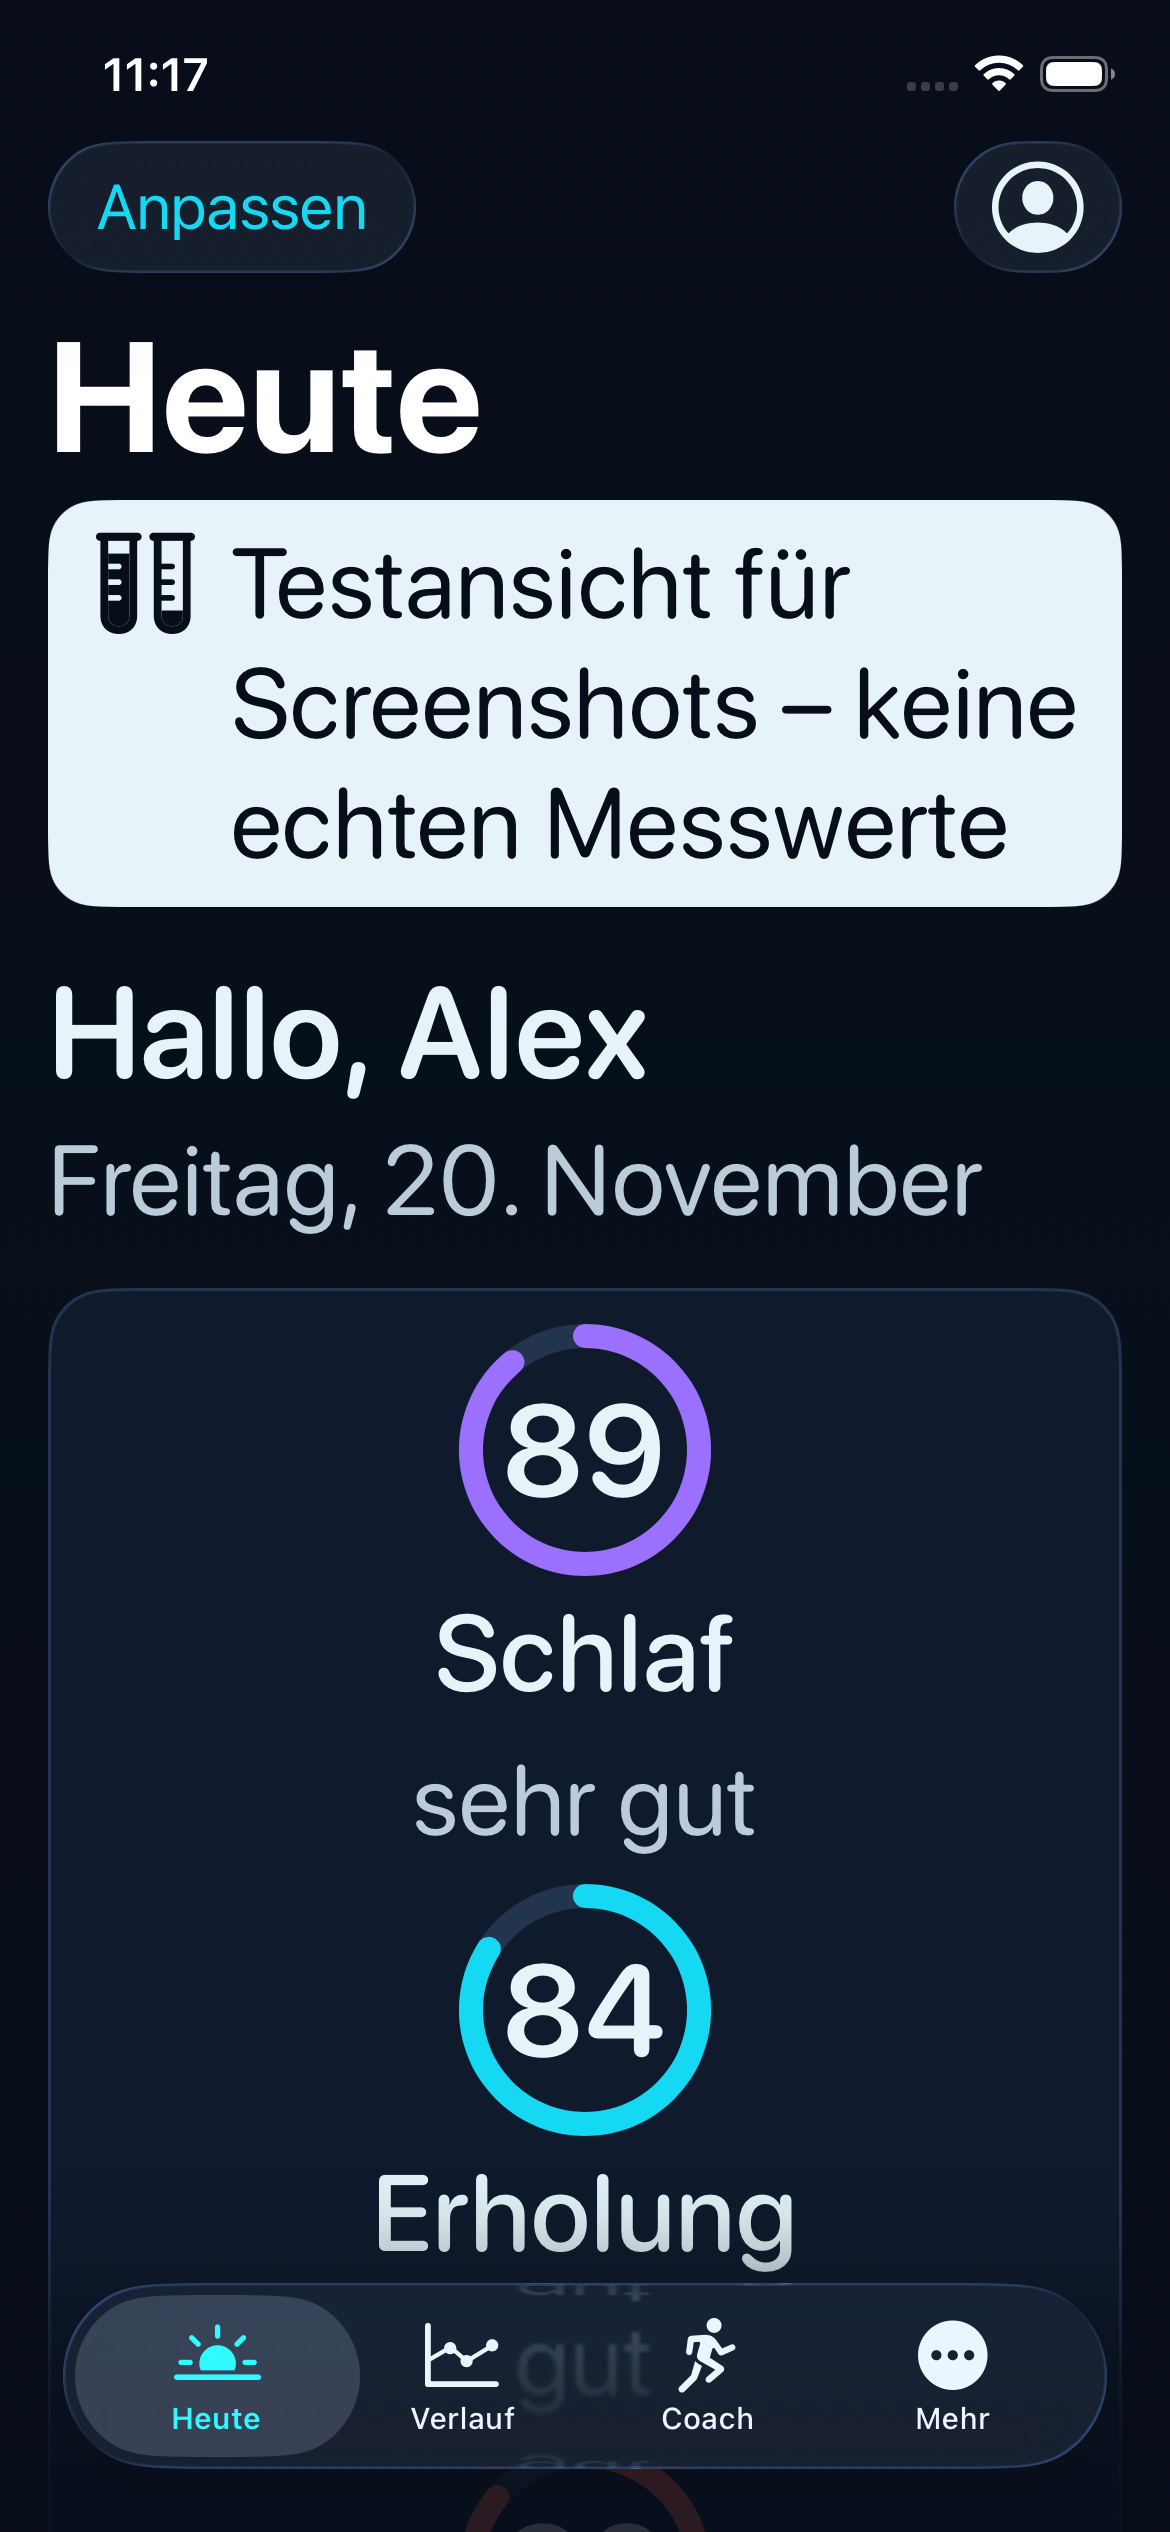 11:17
Anpassen
Heute
Testansicht für
Screenshots – keine
echten Messwerte
Hallo, Alex
Freitag, 20. November
89
Schlaf
sehr gut
84
Erholung
gut
Heute
Verlauf
Coach
Mehr